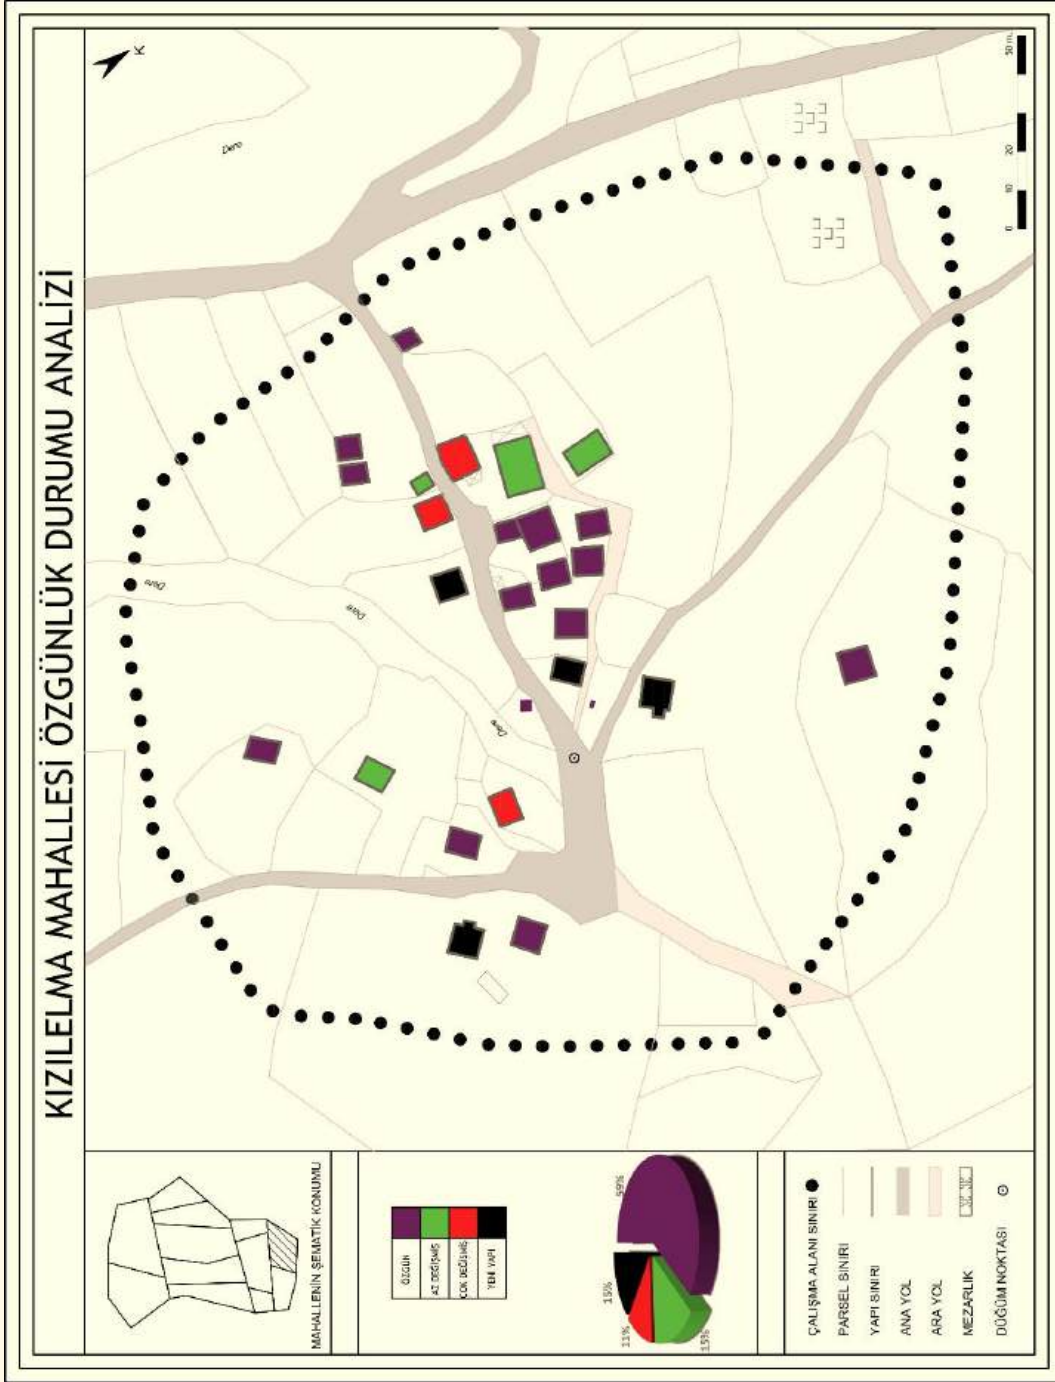 KIZILELMA MAHALLESİ ÖZGÜNLÜK DURUMU ANALİZİ
K
Dere
Dere
Dere
Dere
0 10 20 50 m.
MAHALLENİN ŞEMATİK KONUMU
ÖZGÜN
AZ DEĞİŞMİŞ
ÇOK DEĞİŞMİŞ
YENİ YAPI
59%
15%
11%
15%
ÇALIŞMA ALANI SINIRI
PARSEL SINIRI
YAPI SINIRI
ANA YOL
ARA YOL
MEZARLIK
DÜĞÜM NOKTASI